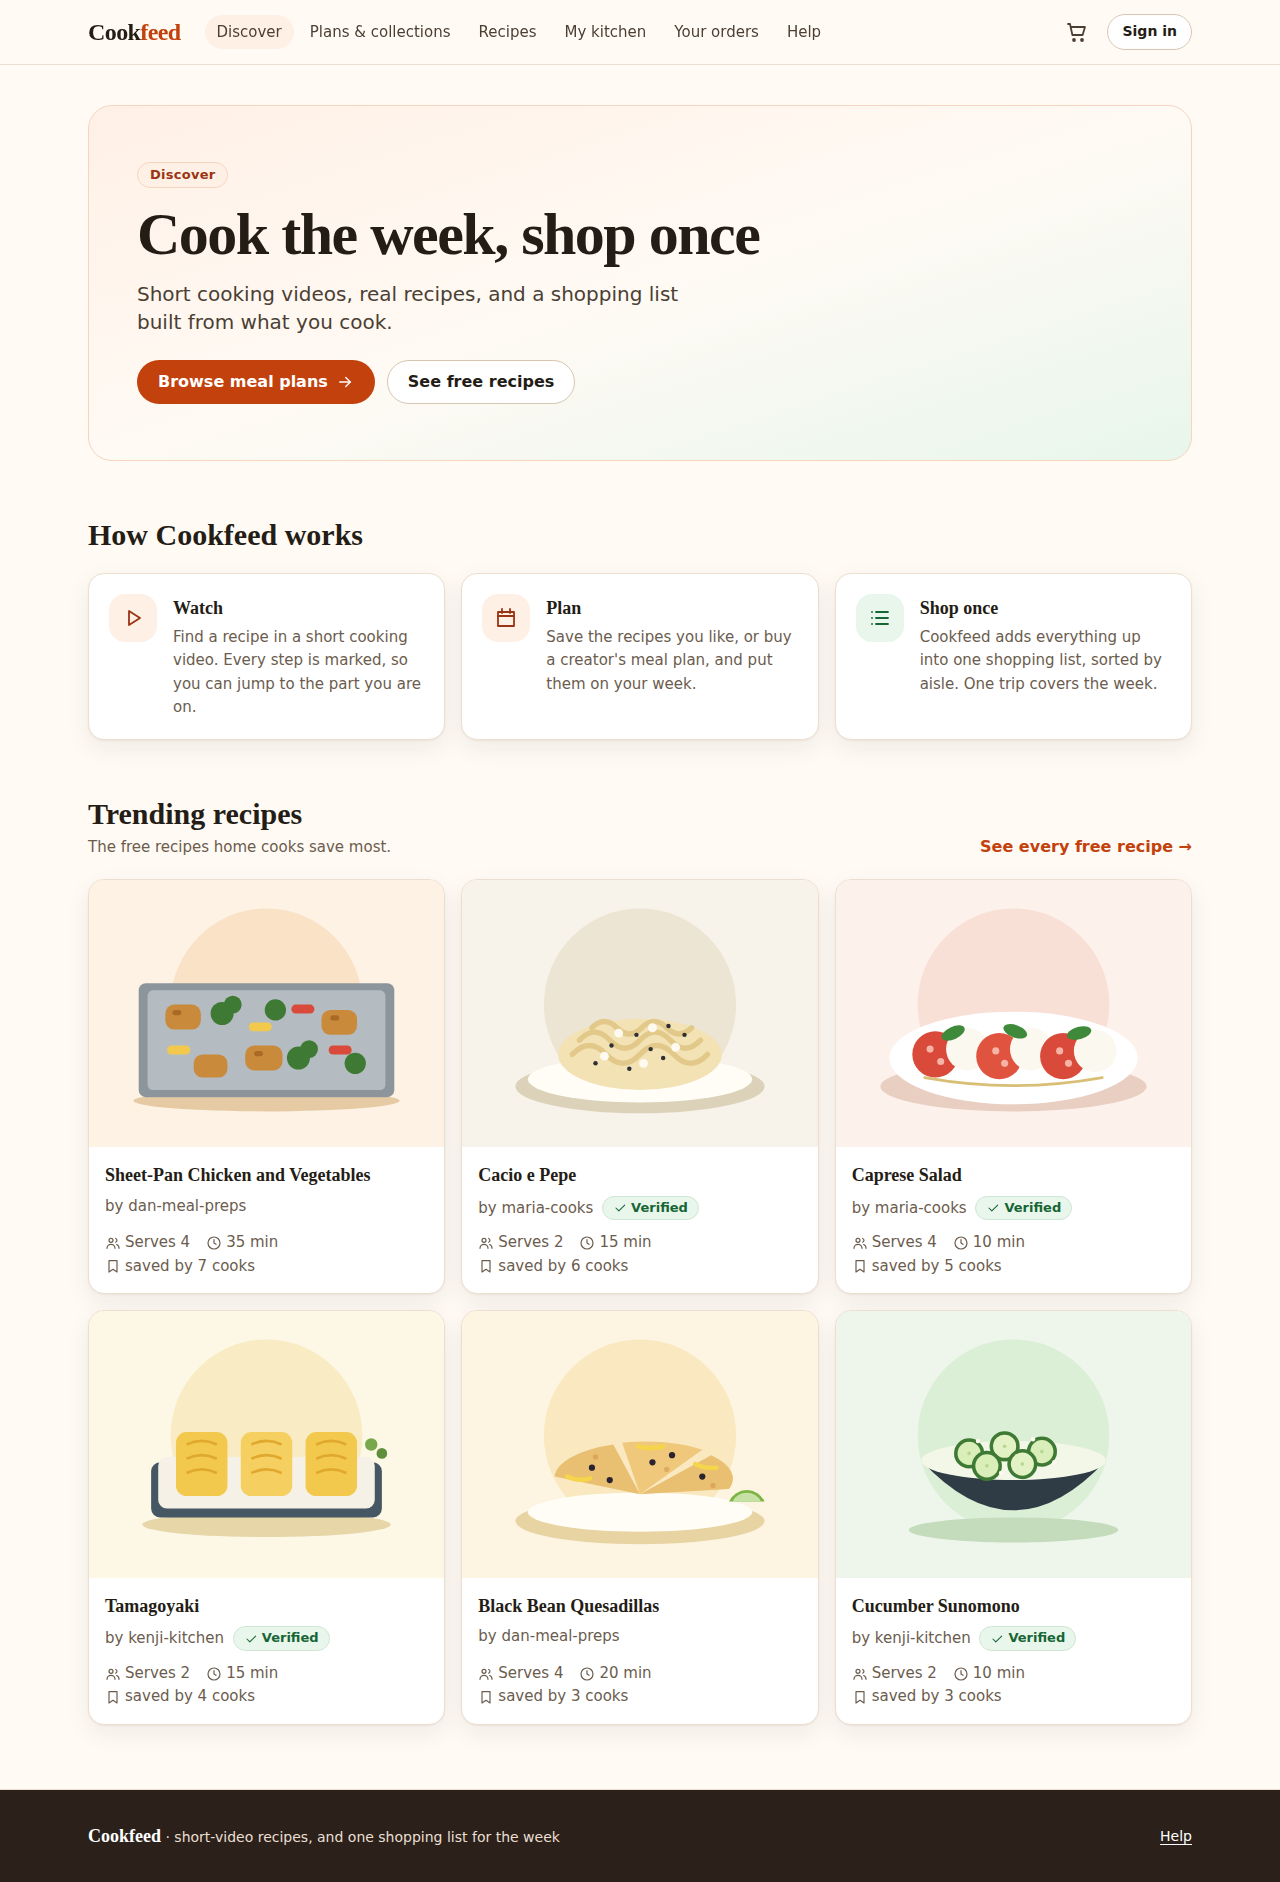 Cookfeed Discover Plans & collections Recipes My kitchen Your orders Help Sign in
Discover
Cook the week, shop once
Short cooking videos, real recipes, and a shopping list
built from what you cook.
Browse meal plans → See free recipes
How Cookfeed works
Watch
Find a recipe in a short cooking
video. Every step is marked, so
you can jump to the part you are
on.
Plan
Save the recipes you like, or buy
a creator's meal plan, and put
them on your week.
Shop once
Cookfeed adds everything up
into one shopping list, sorted by
aisle. One trip covers the week.
Trending recipes
The free recipes home cooks save most.
See every free recipe →
Sheet-Pan Chicken and Vegetables
by dan-meal-preps
Serves 4 35 min
saved by 7 cooks
Cacio e Pepe
by maria-cooks Verified
Serves 2 15 min
saved by 6 cooks
Caprese Salad
by maria-cooks Verified
Serves 4 10 min
saved by 5 cooks
Tamagoyaki
by kenji-kitchen Verified
Serves 2 15 min
saved by 4 cooks
Black Bean Quesadillas
by dan-meal-preps
Serves 4 20 min
saved by 3 cooks
Cucumber Sunomono
by kenji-kitchen Verified
Serves 2 10 min
saved by 3 cooks
Cookfeed · short-video recipes, and one shopping list for the week
Help